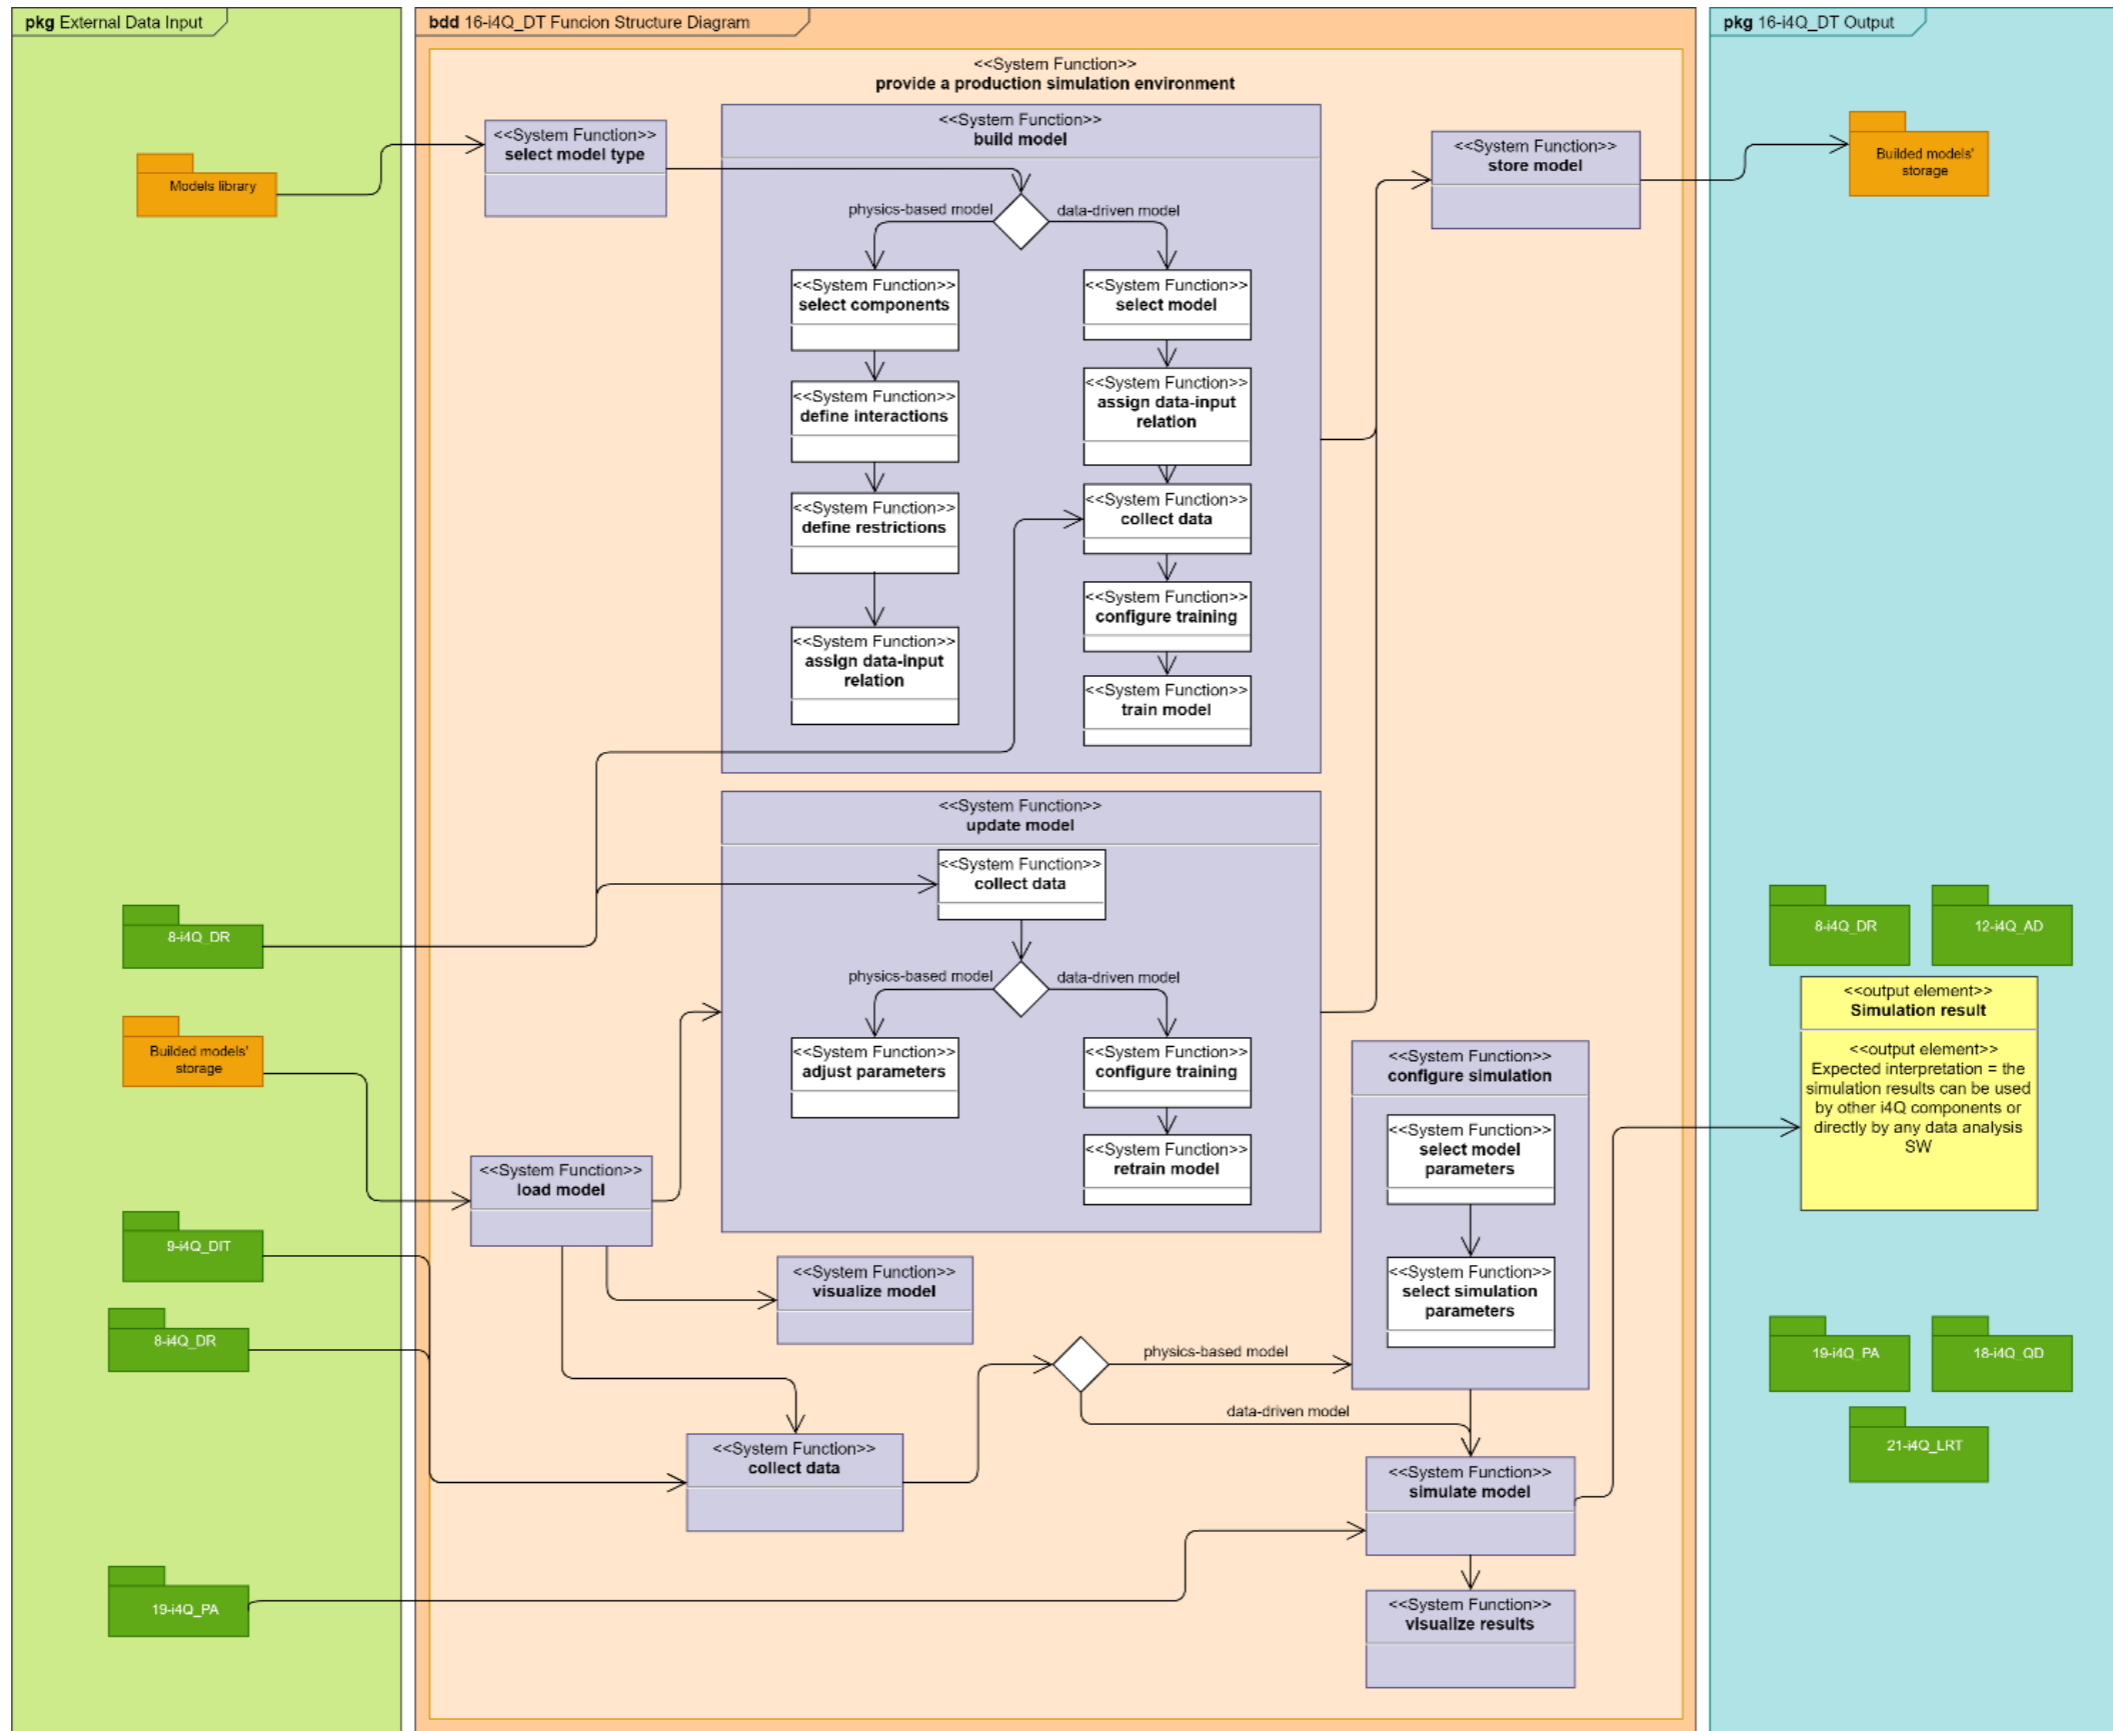 pkg External Data Input
bdd 16-i4Q_DT Funcion Structure Diagram
pkg 16-i4Q_DT Output
<<System Function>>
provide a production simulation environment
Models library
<<System Function>>
select model type
<<System Function>>
build model
physics-based model
data-driven model
<<System Function>>
select components
<<System Function>>
define interactions
<<System Function>>
define restrictions
<<System Function>>
assign data-input
relation
<<System Function>>
select model
<<System Function>>
assign data-input
relation
<<System Function>>
collect data
<<System Function>>
configure training
<<System Function>>
train model
<<System Function>>
store model
Builded models'
storage
<<System Function>>
update model
<<System Function>>
collect data
physics-based model
data-driven model
<<System Function>>
adjust parameters
<<System Function>>
configure training
<<System Function>>
retrain model
8-i4Q_DR
Builded models'
storage
<<System Function>>
load model
9-i4Q_DIT
8-i4Q_DR
<<System Function>>
visualize model
<<System Function>>
collect data
physics-based model
data-driven model
<<System Function>>
configure simulation
<<System Function>>
select model
parameters
<<System Function>>
select simulation
parameters
<<System Function>>
simulate model
<<System Function>>
visualize results
19-i4Q_PA
8-i4Q_DR
12-i4Q_AD
<<output element>>
Simulation result
<<output element>>
Expected interpretation = the
simulation results can be used
by other i4Q components or
directly by any data analysis
SW
19-i4Q_PA
18-i4Q_QD
21-i4Q_LRT